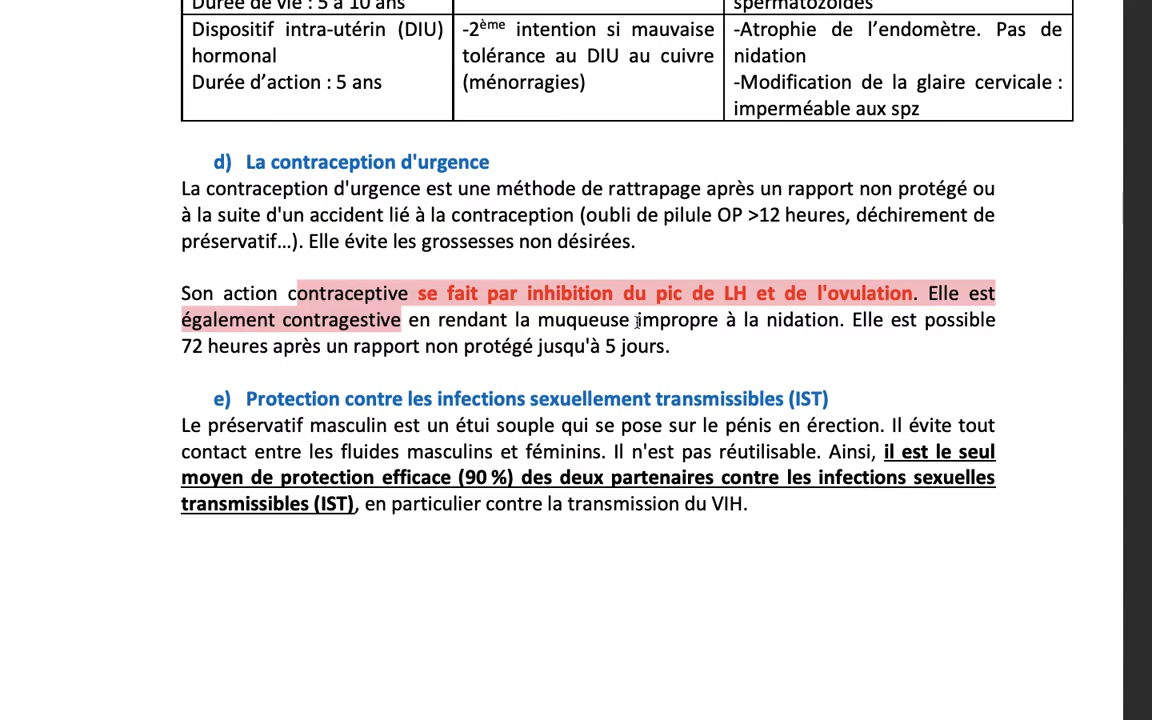 Durée de vie : 5 à 10 ans
spermatozoïdes
Dispositif intra-utérin (DIU) hormonal
Durée d'action : 5 ans
-2ème intention si mauvaise
tolérance au DIU au cuivre
(ménorragies)
-Atrophie de l'endomètre. Pas de
nidation
-Modification de la glaire cervicale :
imperméable aux spz
d) La contraception d'urgence
La contraception d'urgence est une méthode de rattrapage après un rapport non protégé ou
à la suite d'un accident lié à la contraception (oubli de pilule OP >12 heures, déchirement de
préservatif...). Elle évite les grossesses non désirées.
Son action contraceptive se fait par inhibition du pic de LH et de l'ovulation. Elle est
également contragestive en rendant la muqueuse impropre à la nidation. Elle est possible
72 heures après un rapport non protégé jusqu'à 5 jours.
e) Protection contre les infections sexuellement transmissibles (IST)
Le préservatif masculin est un étui souple qui se pose sur le pénis en érection. Il évite tout
contact entre les fluides masculins et féminins. Il n'est pas réutilisable. Ainsi, il est le seul
moyen de protection efficace (90 %) des deux partenaires contre les infections sexuelles
transmissibles (IST), en particulier contre la transmission du VIH.